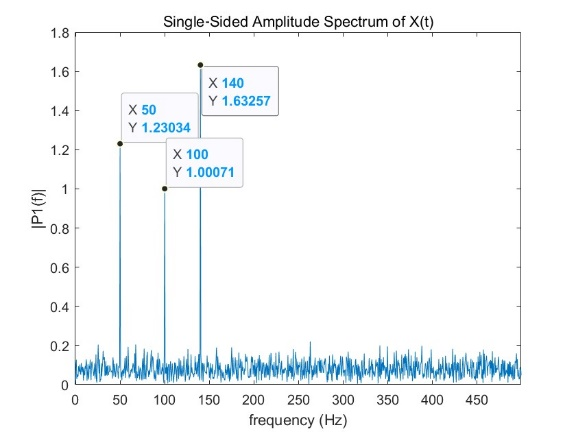 Single-Sided Amplitude Spectrum of X(t)
1.8
1.6
1.4
1.2
1
0.8
0.6
0.4
0.2
0
|P1(f)|
X 140
Y 1.63257
X 50
Y 1.23034
X 100
Y 1.00071
0 50 100 150 200 250 300 350 400 450
frequency (Hz)